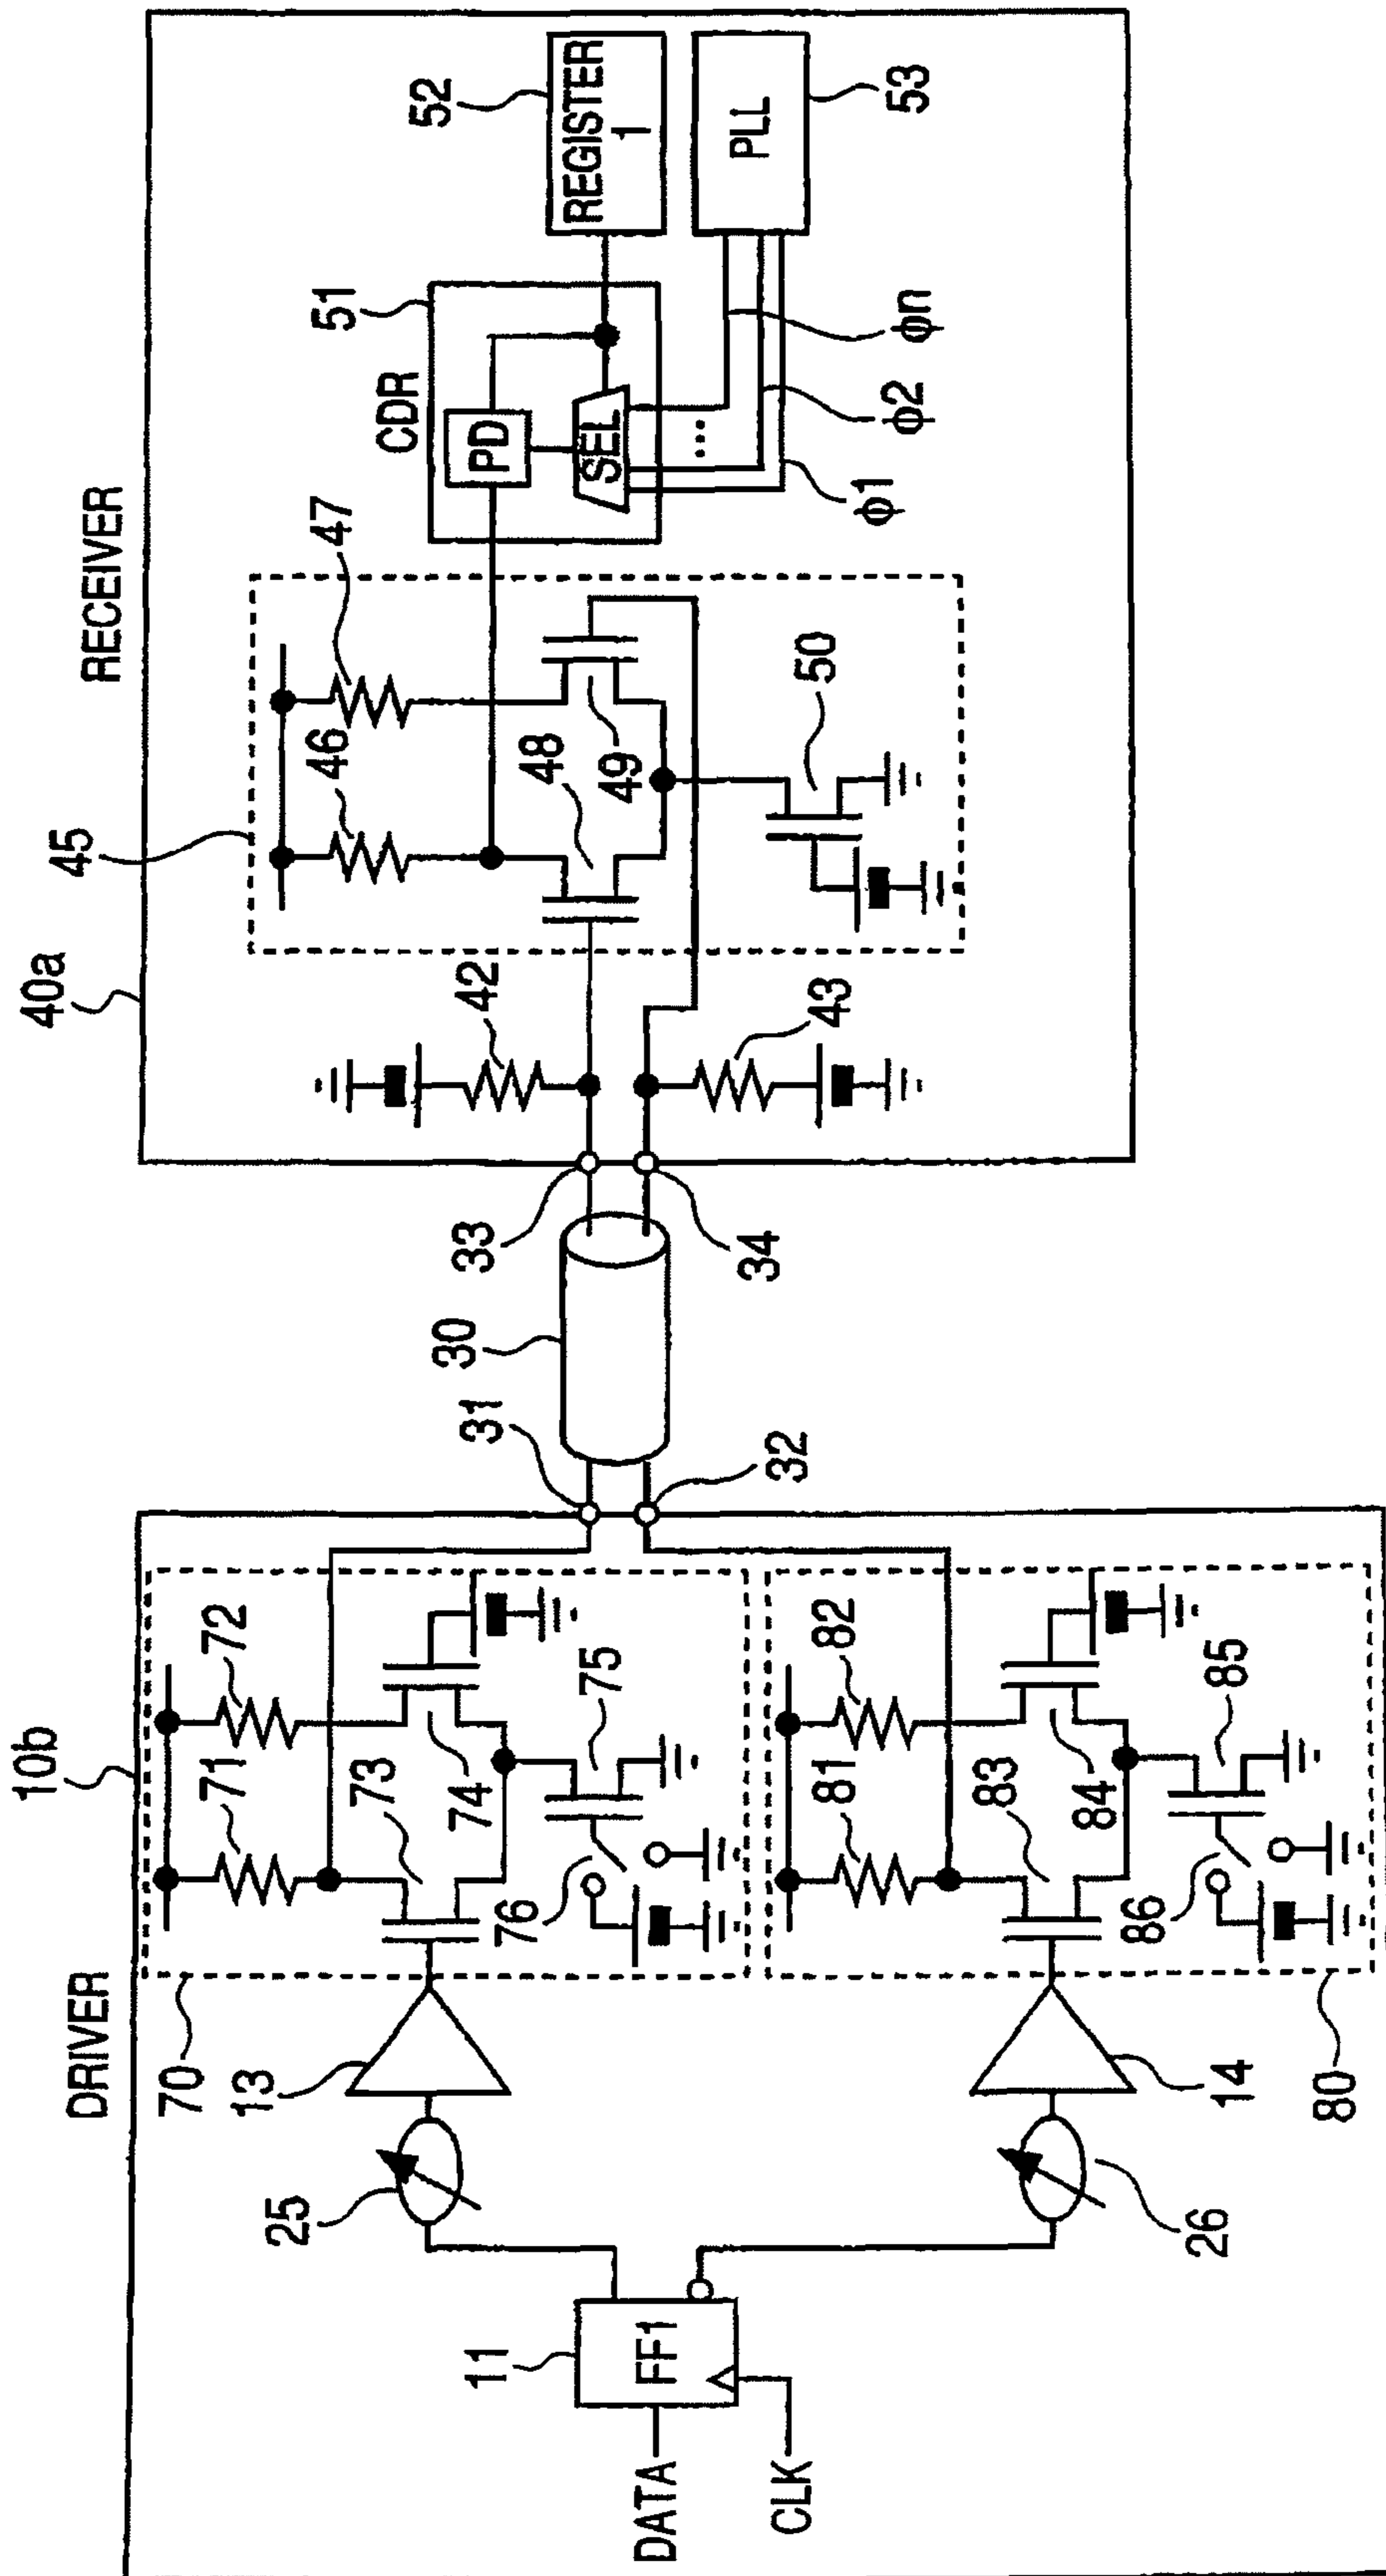 DRIVER
10b
70
71
72
73
74
75
76
13
25
11
FF1
DATA
CLK
26
14
80
81
82
83
84
85
86
31
32
30
33
34
RECEIVER
40a
45
42
43
46
47
48
49
50
CDR
51
PD
SEL
...
52
REGISTER
1
PLL
53
ϕ1
ϕ2
ϕn